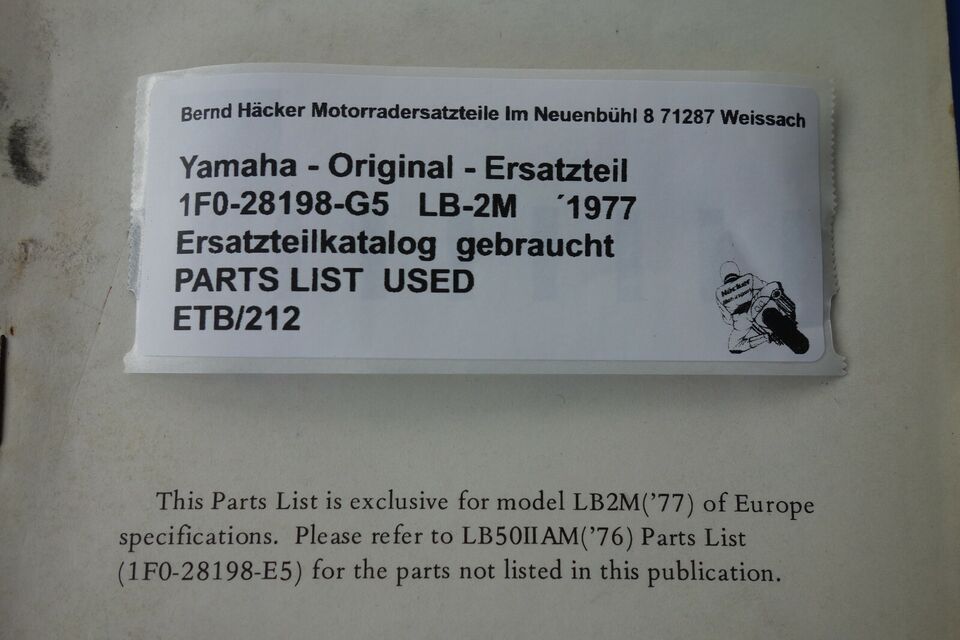 Bernd Häcker Motorradersatzteile Im Neuenbühl 8 71287 Weissach
Yamaha - Original - Ersatzteil
1F0-28198-G5 LB-2M ´1977
Ersatzteilkatalog gebraucht
PARTS LIST USED
ETB/212
Häcker
This Parts List is exclusive for model LB2M('77) of Europe
specifications. Please refer to LB50IIAM('76) Parts List
(1F0-28198-E5) for the parts not listed in this publication.